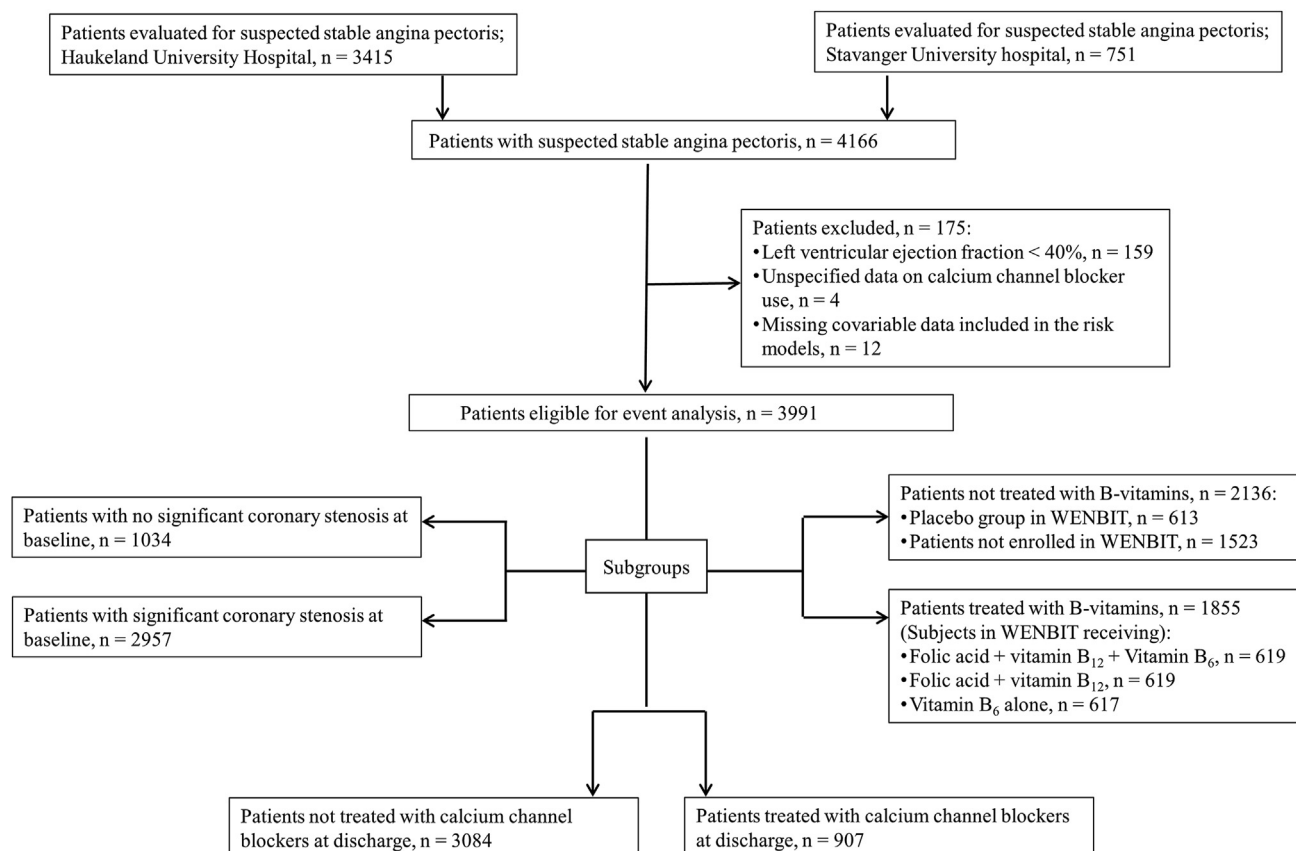 Patients evaluated for suspected stable angina pectoris;
Haukeland University Hospital, n = 3415
Patients evaluated for suspected stable angina pectoris;
Stavanger University hospital, n = 751
Patients with suspected stable angina pectoris, n = 4166
Patients excluded, n = 175:
•Left ventricular ejection fraction < 40%, n = 159
•Unspecified data on calcium channel blocker
use, n = 4
•Missing covariable data included in the risk
models, n = 12
Patients eligible for event analysis, n = 3991
Patients with no significant coronary stenosis at
baseline, n = 1034
Patients with significant coronary stenosis at
baseline, n = 2957
Subgroups
Patients not treated with B-vitamins, n = 2136:
•Placebo group in WENBIT, n = 613
•Patients not enrolled in WENBIT, n = 1523
Patients treated with B-vitamins, n = 1855
(Subjects in WENBIT receiving):
•Folic acid + vitamin B₁₂ + Vitamin B₆, n = 619
•Folic acid + vitamin B₁₂, n = 619
•Vitamin B₆ alone, n = 617
Patients not treated with calcium channel
blockers at discharge, n = 3084
Patients treated with calcium channel blockers
at discharge, n = 907